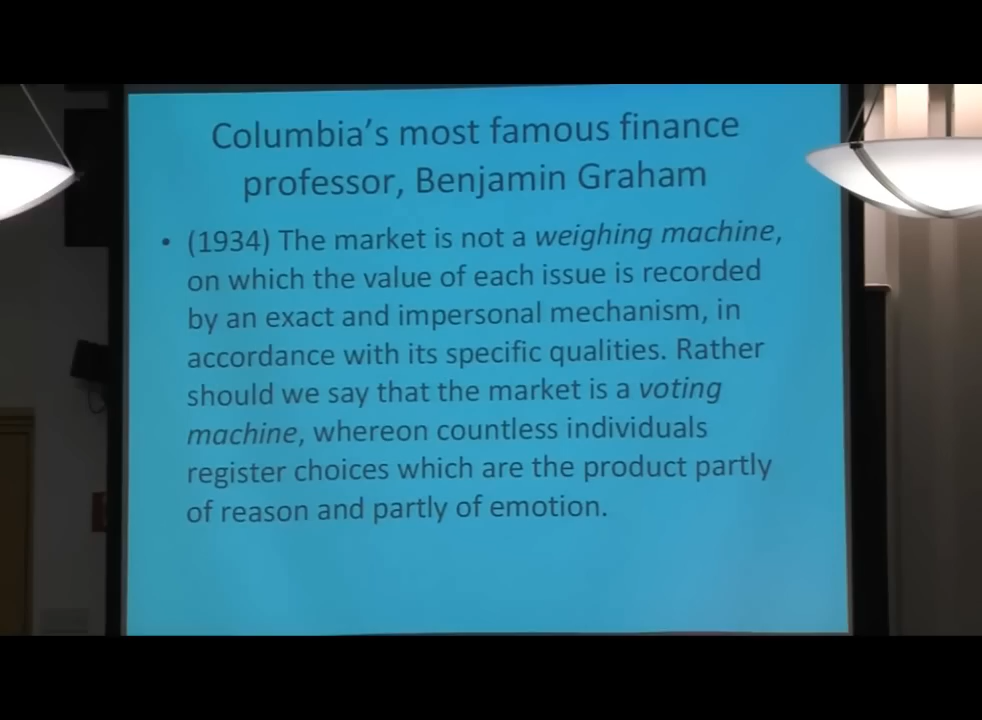 Columbia’s most famous finance
professor, Benjamin Graham
• (1934) The market is not a weighing machine,
on which the value of each issue is recorded
by an exact and impersonal mechanism, in
accordance with its specific qualities. Rather
should we say that the market is a voting
machine, whereon countless individuals
register choices which are the product partly
of reason and partly of emotion.